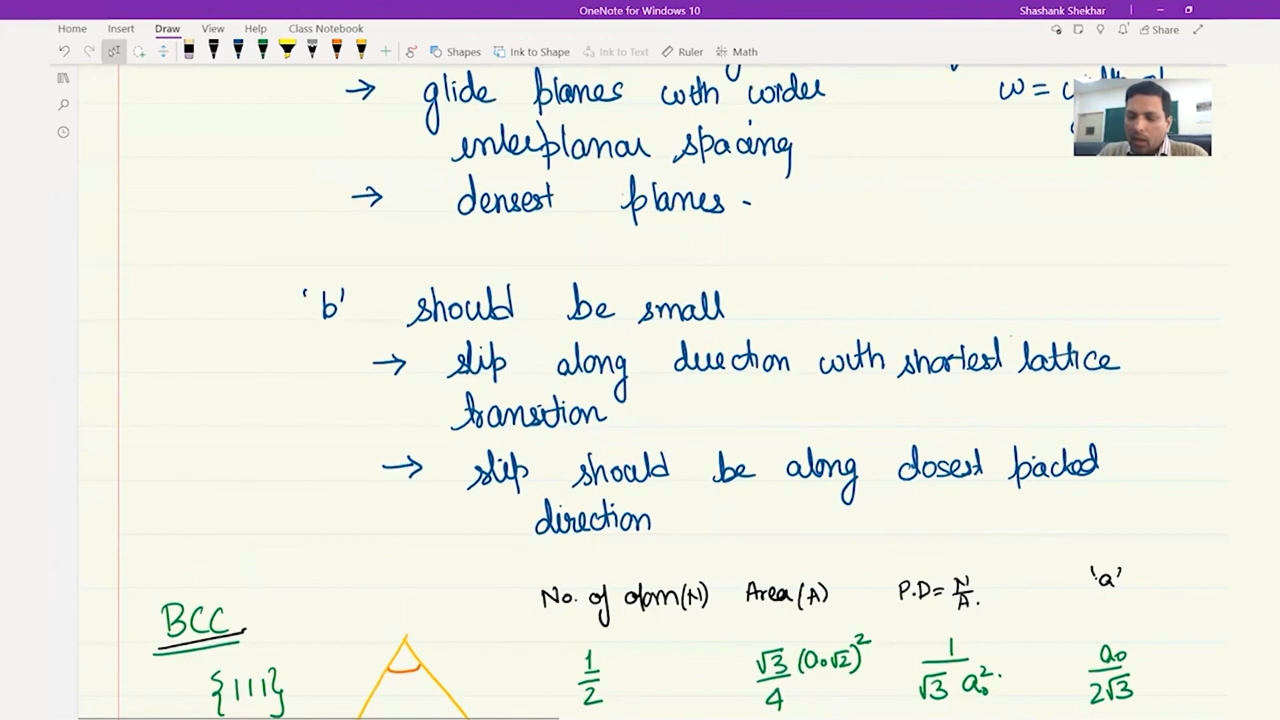 OneNote for Windows 10
Shashank Shekhar
Home Insert Draw View Help Class Notebook
Shapes Ink to Shape Ink to Text Ruler Math Share
→ glide planes with wider
w =
interplanar spacing
→ densest planes -
'b' should be small
→ slip along direction with shortest lattice
transition
→ slip should be along closest packed
direction
No. of atom (N) Area (A) P.D = N/A. 'a'
BCC
{111} 1/2 √3/4 (a₀√2)² 1/√3 a₀². a₀/2√3